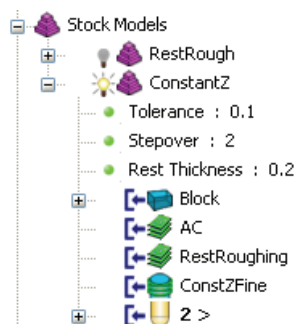 Stock Models
RestRough
ConstantZ
Tolerance : 0.1
Stepover : 2
Rest Thickness : 0.2
Block
AC
RestRoughing
ConstZFine
2 >